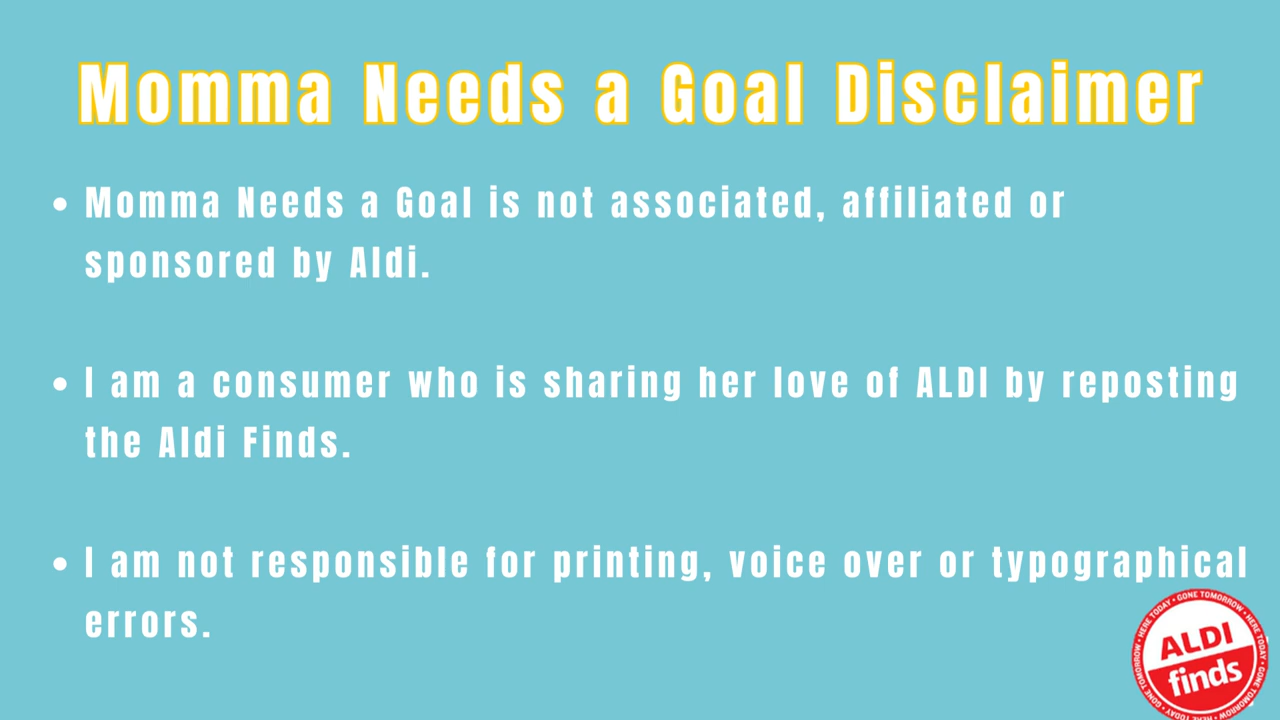 Momma Needs a Goal Disclaimer
• Momma Needs a Goal is not associated, affiliated or
sponsored by Aldi.
• I am a consumer who is sharing her love of ALDI by reposting
the Aldi Finds.
• I am not responsible for printing, voice over or typographical
errors.
HERE TODAY • GONE TOMORROW • HERE TODAY • GONE TOMORROW
ALDI
finds